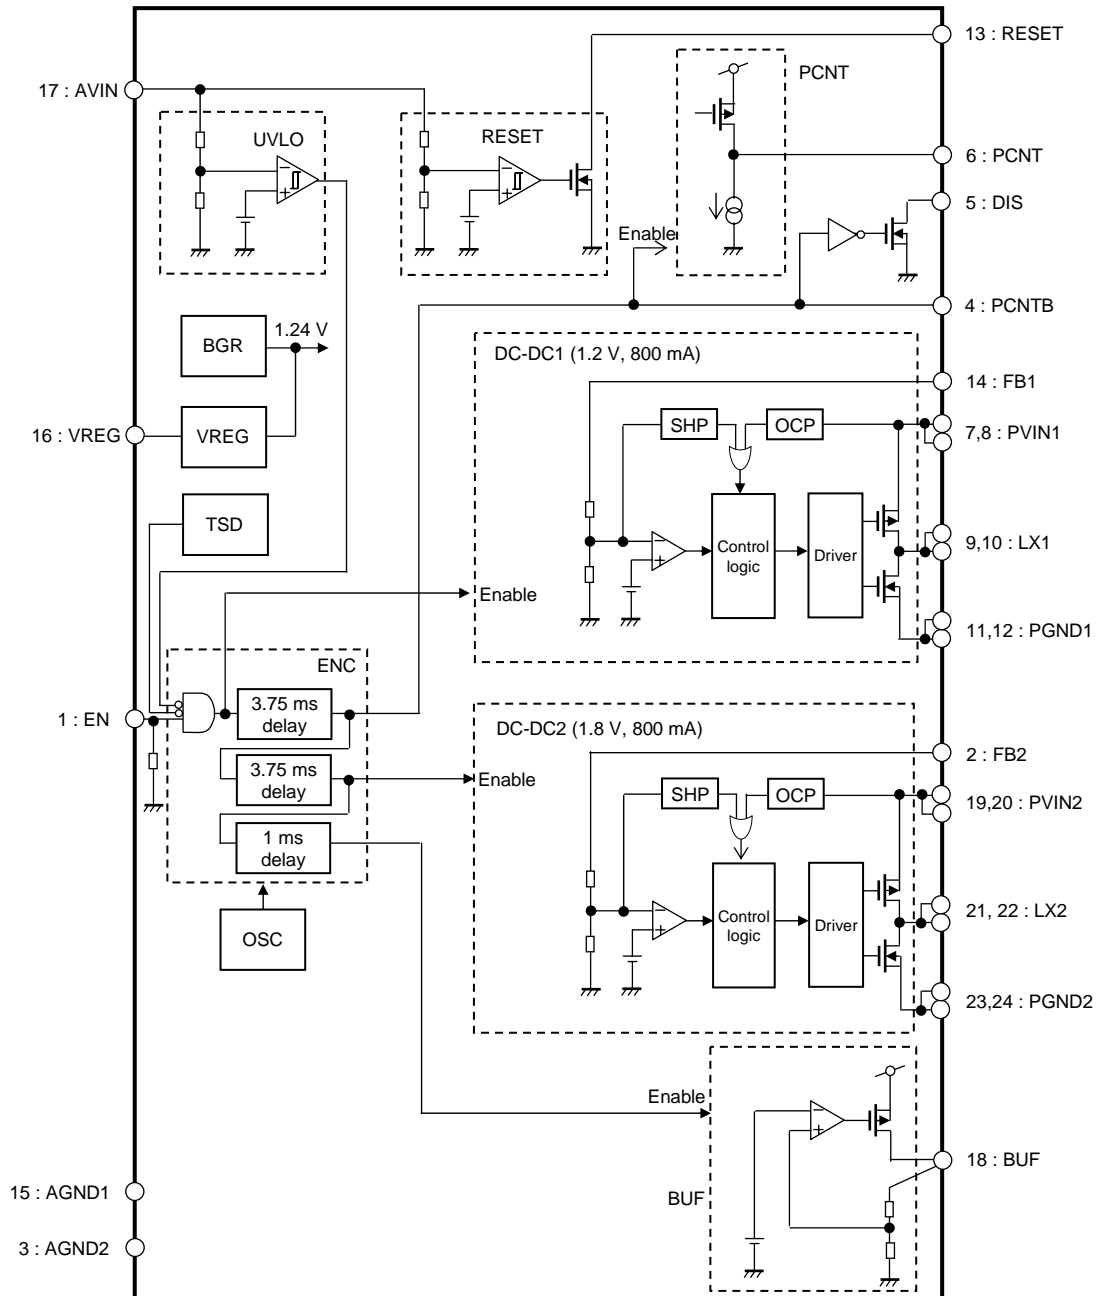 13 : RESET
PCNT
17 : AVIN
UVLO
RESET
6 : PCNT
5 : DIS
Enable
4 : PCNTB
1.24 V
BGR
DC-DC1 (1.2 V, 800 mA)
14 : FB1
16 : VREG
VREG
SHP
OCP
7,8 : PVIN1
TSD
Control
logic
Driver
9,10 : LX1
Enable
11,12 : PGND1
ENC
1 : EN
3.75 ms
delay
DC-DC2 (1.8 V, 800 mA)
2 : FB2
3.75 ms
delay
Enable
SHP
OCP
19,20 : PVIN2
1 ms
delay
OSC
Control
logic
Driver
21, 22 : LX2
23,24 : PGND2
Enable
18 : BUF
BUF
15 : AGND1
3 : AGND2
−
+
−
+
−
+
−
+
−
+